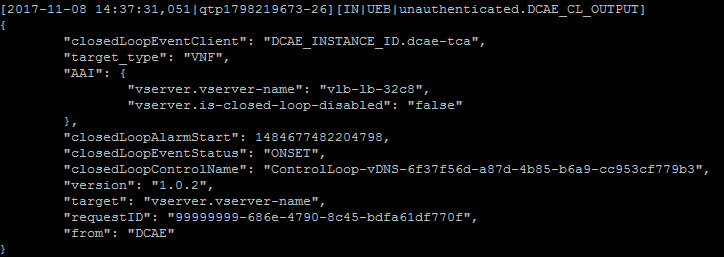 [2017-11-08 14:37:31,051|qtp1798219673-26][IN|UEB|unauthenticated.DCAE_CL_OUTPUT]
{
"closedLoopEventClient": "DCAE_INSTANCE_ID.dcae-tca",
"target_type": "VNF",
"AAI": {
"vserver.vserver-name": "vlb-lb-32c8",
"vserver.is-closed-loop-disabled": "false"
},
"closedLoopAlarmStart": 1484677482204798,
"closedLoopEventStatus": "ONSET",
"closedLoopControlName": "ControlLoop-vDNS-6f37f56d-a87d-4b85-b6a9-cc953cf779b3",
"version": "1.0.2",
"target": "vserver.vserver-name",
"requestID": "99999999-686e-4790-8c45-bdfa61df770f",
"from": "DCAE"
}